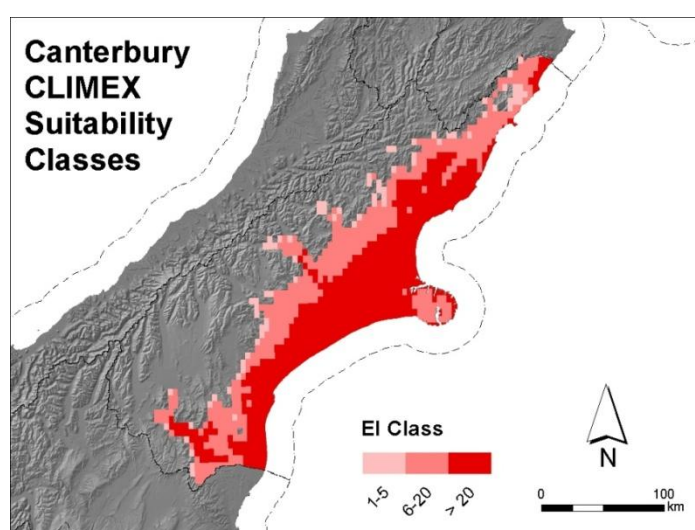 Canterbury
CLIMEX
Suitability
Classes
EI Class
1-5
6-20
> 20
N
0
100
km